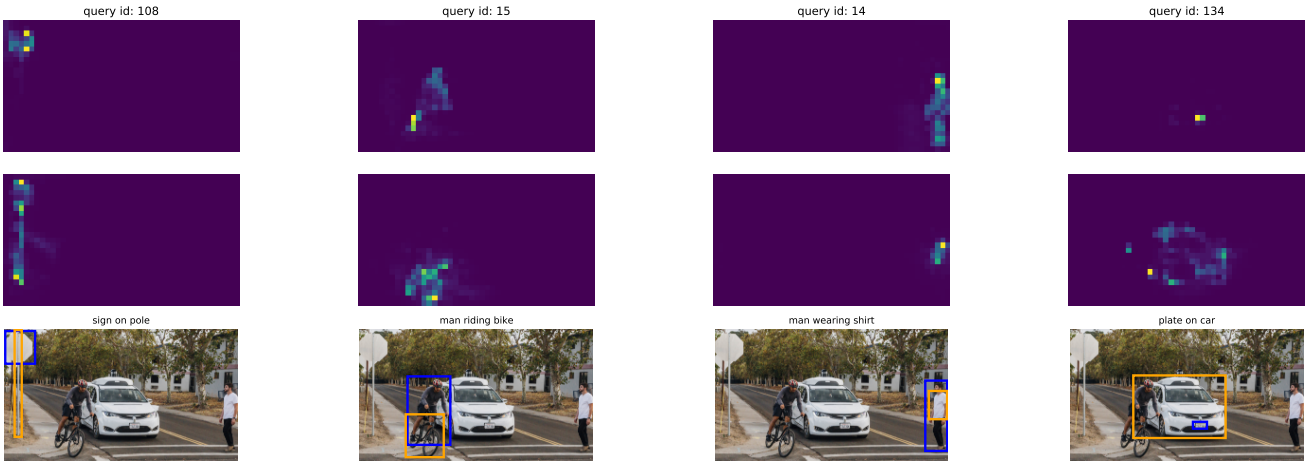 query id: 108
query id: 15
query id: 14
query id: 134
sign on pole
man riding bike
man wearing shirt
plate on car